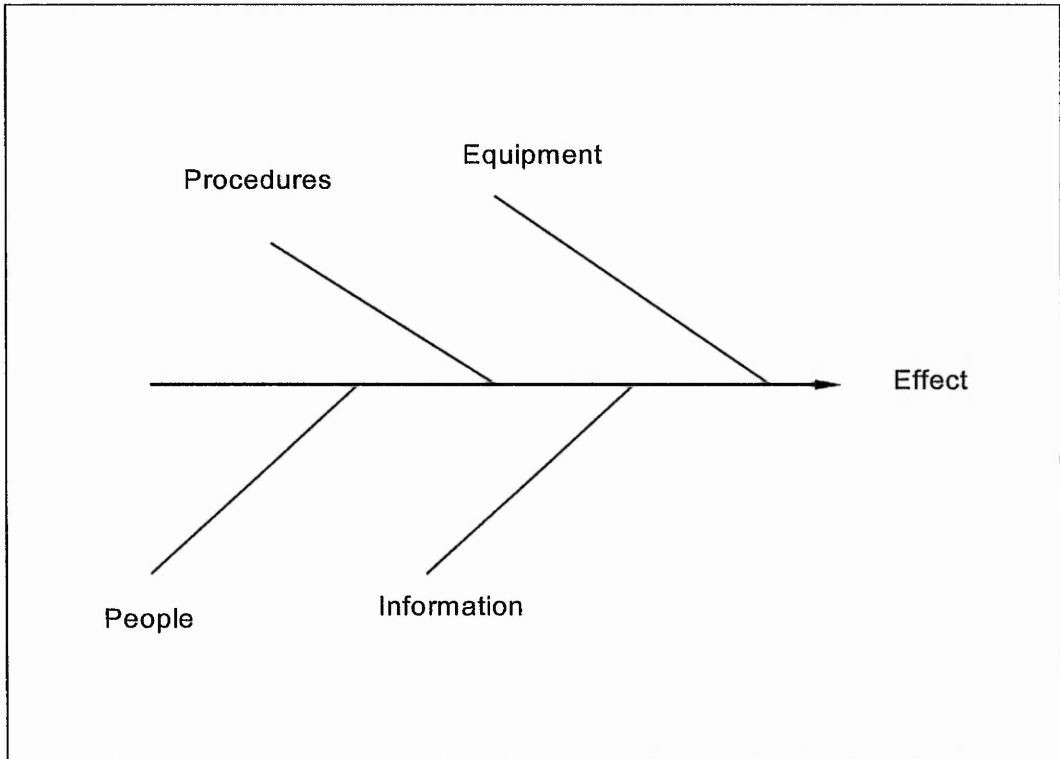 Equipment
Procedures
Effect
Information
People